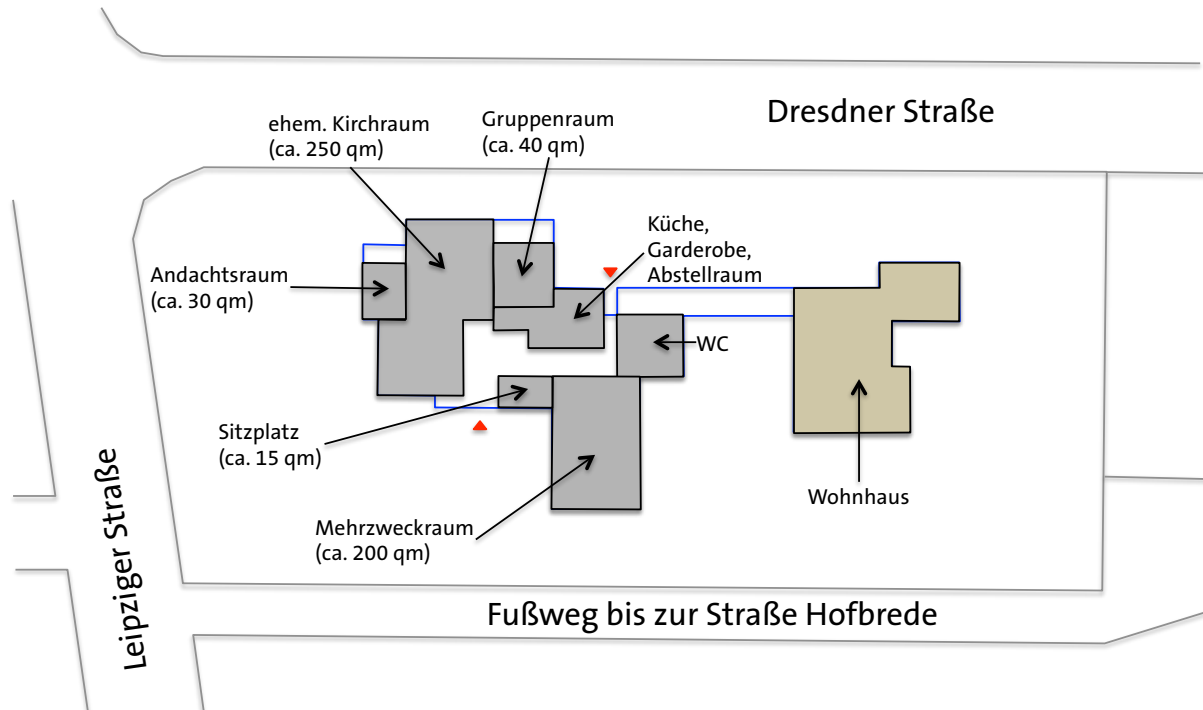 Dresdner Straße
ehem. Kirchraum
(ca. 250 qm)
Gruppenraum
(ca. 40 qm)
Küche,
Garderobe,
Abstellraum
Andachtsraum
(ca. 30 qm)
WC
Sitzplatz
(ca. 15 qm)
Wohnhaus
Mehrzweckraum
(ca. 200 qm)
Leipziger Straße
Fußweg bis zur Straße Hofbrede